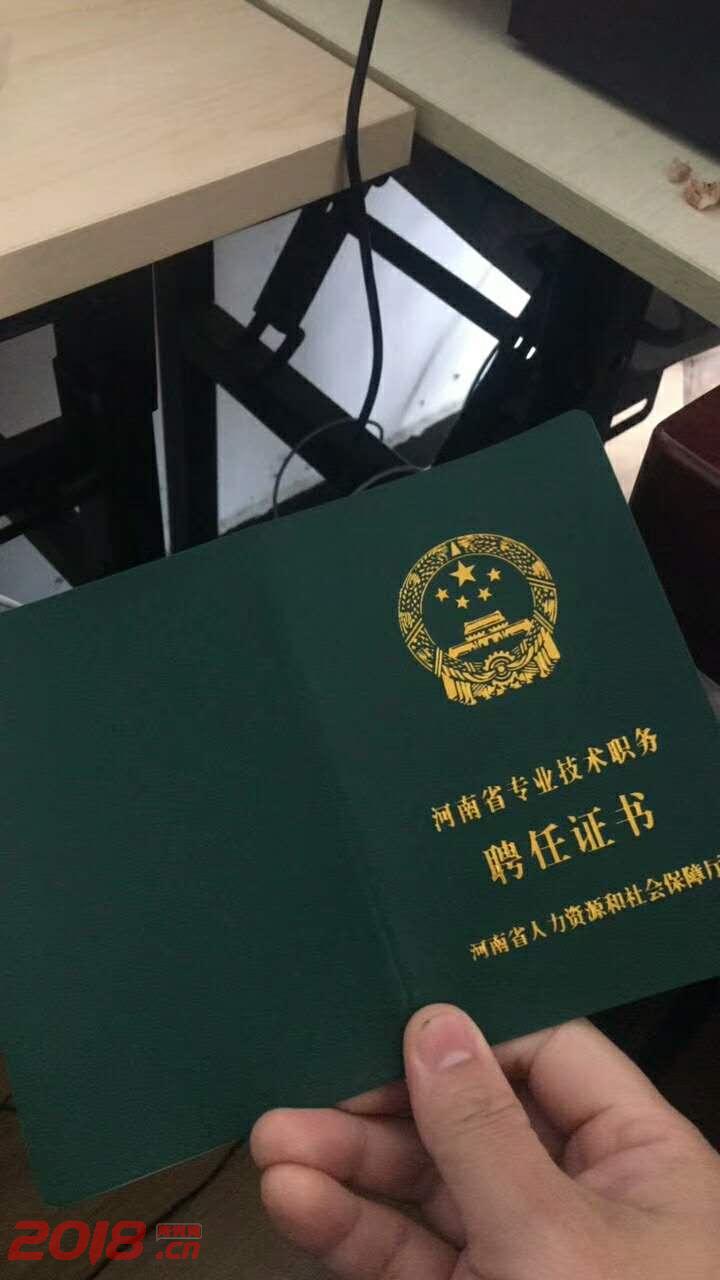 河南省专业技术职务
聘任证书
河南省人力资源和社会保障厅
2018
.cn